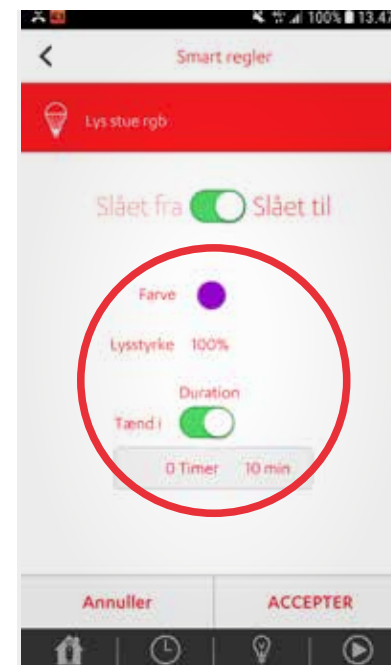 100% 13.47
Smart regler
Lys stue rgb
Slået fra Slået til
Farve
Lysstyrke 100%
Duration
Tænd i
0 Timer 10 min
Annuller ACCEPTER